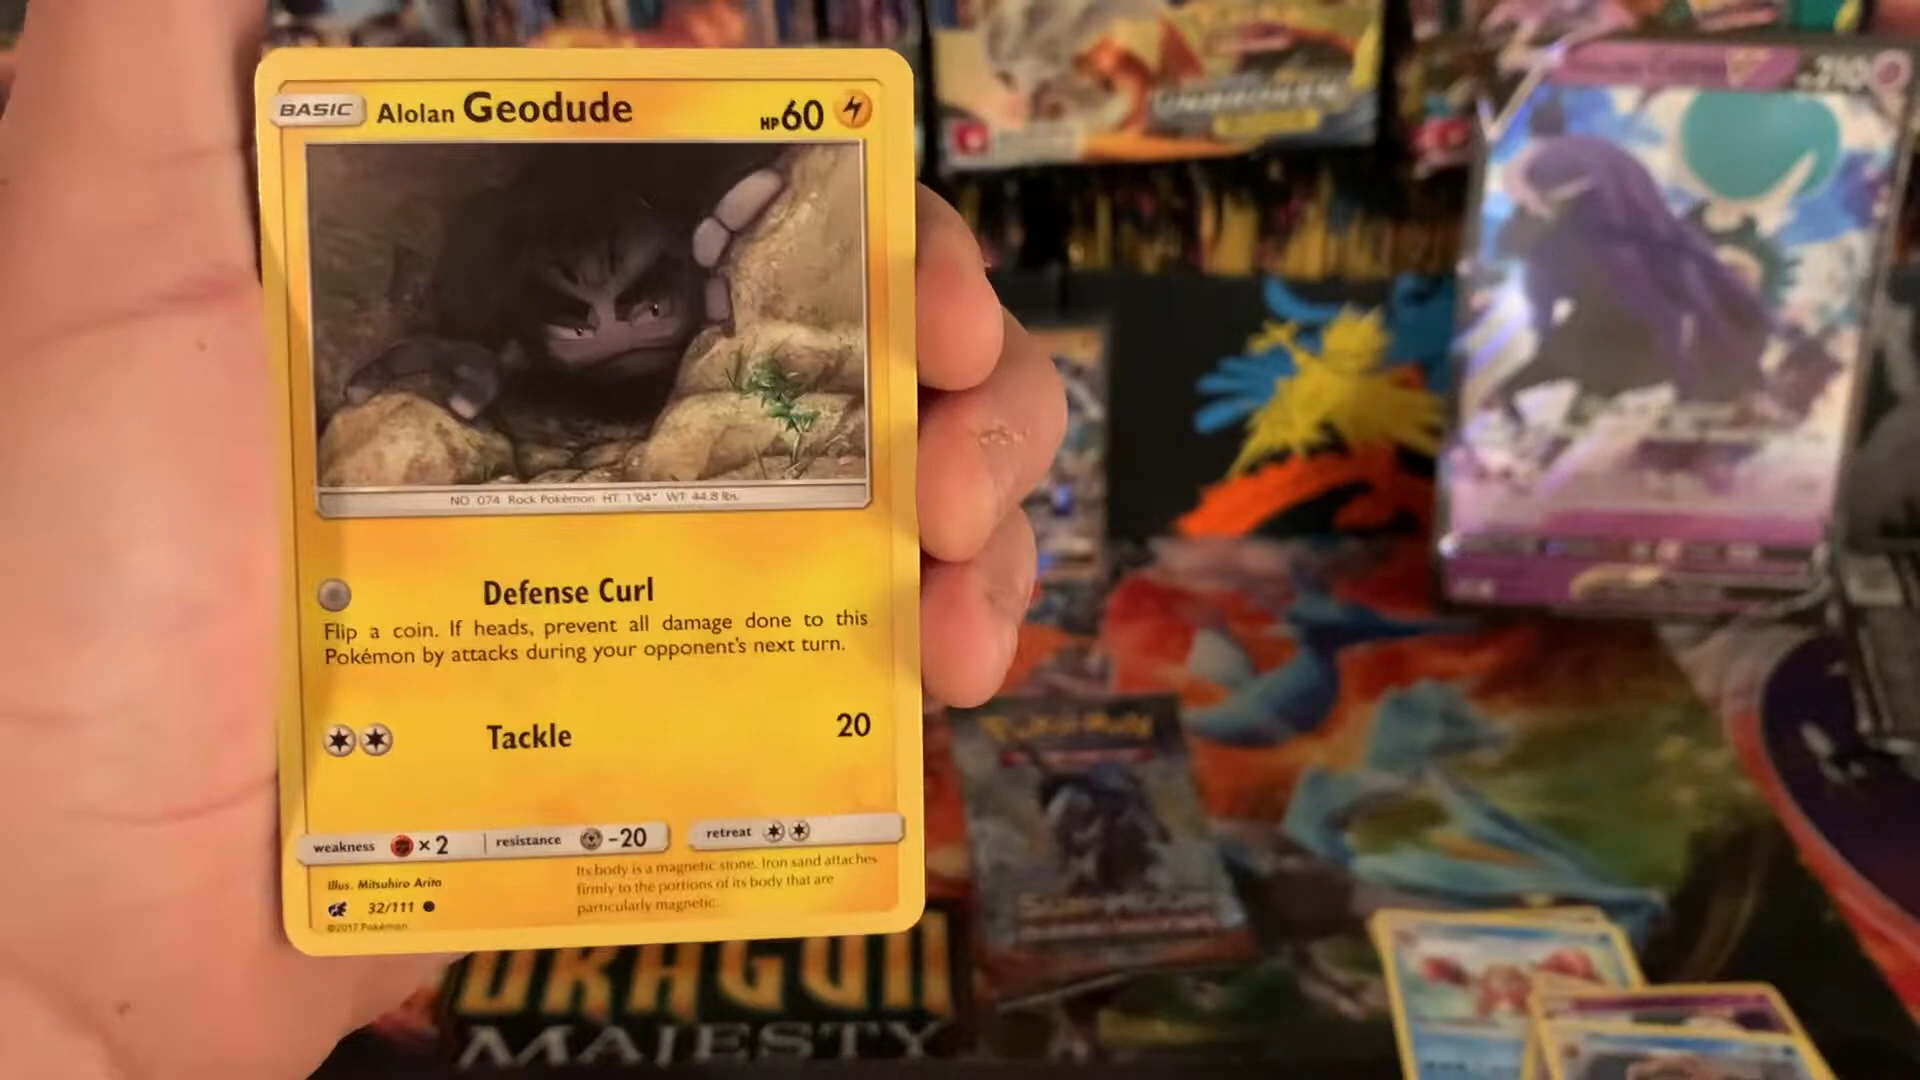 BASIC Alolan Geodude HP60
NO. 074 Rock Pokémon HT: 1'04" WT: 44.8 lbs.
Defense Curl
Flip a coin. If heads, prevent all damage done to this
Pokémon by attacks during your opponent's next turn.
Tackle 20
weakness ×2 resistance -20 retreat
Its body is a magnetic stone. Iron sand attaches
firmly to the portions of its body that are
particularly magnetic.
Illus. Mitsuhiro Arita
32/111
©2017 Pokémon
210
DRAGON
MAJESTY